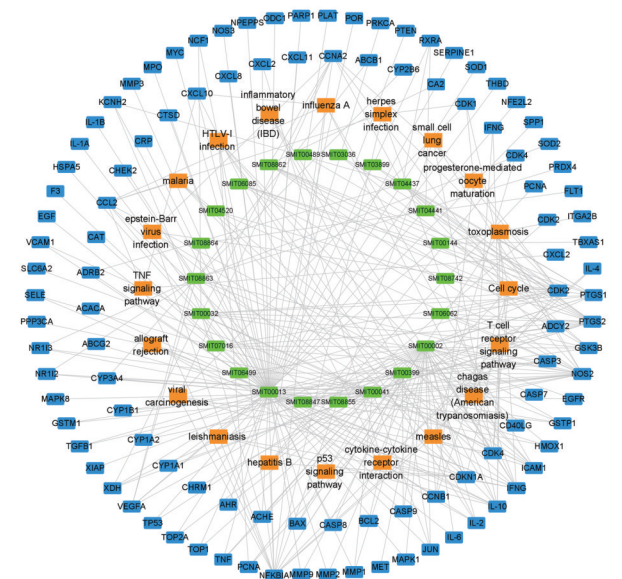 NOS3
NPEPPS
ODC1
PARP1
PLAT
POR
PRKCA
PTEN
PXRA
SERPINE1
SOD1
THBD
NFE2L2
SPP1
SOD2
PRDX4
FLT1
ITGA2B
TBXAS1
IL-4
PTGS1
PTGS2
GSK3B
NOS2
EGFR
GSTP1
HMOX1
ICAM1
IFNG
IL-10
IL-2
IL-6
JUN
MAPK1
MET
MMP1
MMP2
MMP9
NFKBIA
PCNA
TNF
TOP1
TOP2A
TP53
VEGFA
XDH
XIAP
TGFB1
GSTM1
MAPK8
NR1I2
NR1I3
PPP3CA
SELE
SLC6A2
VCAM1
EGF
F3
HSPA5
IL-1A
IL-1B
KCNH2
MMP3
MPO
MYC
NCF1
CXCL2
CXCL11
CCNA2
ABCB1
CYP2B6
CA2
CDK1
IFNG
CDK4
PCNA
CDK2
CXCL2
CDK2
ADCY2
CASP3
CASP7
CD40LG
CDK4
CDKN1A
CCNB1
CASP9
BCL2
CASP8
BAX
ACHE
AHR
CHRM1
CYP1A1
CYP1A2
CYP1B1
CYP3A4
ABCG2
ACACA
ADRB2
CAT
CCL2
CHEK2
CRP
CTSD
CXCL10
CXCL8
inflammatory
bowel
disease
(IBD)
influenza A
herpes
simplex
infection
small cell
lung
cancer
progesterone-mediated
oocyte
maturation
toxoplasmosis
Cell cycle
T cell
receptor
signaling
pathway
chagas
disease
(American
trypanosomiasis)
measles
cytokine-cytokine
receptor
interaction
p53
signaling
pathway
hepatitis B
leishmaniasis
viral
carcinogenesis
allograft
rejection
TNF
signaling
pathway
epstein-Barr
virus
infection
malaria
HTLV-I
infection
SMIT00489
SMIT03036
SMIT03899
SMIT04437
SMIT04441
SMIT00144
SMIT08742
SMIT06062
SMIT00002
SMIT00399
SMIT00041
SMIT08855
SMIT08847
SMIT00013
SMIT06499
SMIT07016
SMIT00032
SMIT08863
SMIT08864
SMIT04520
SMIT06085
SMIT08862